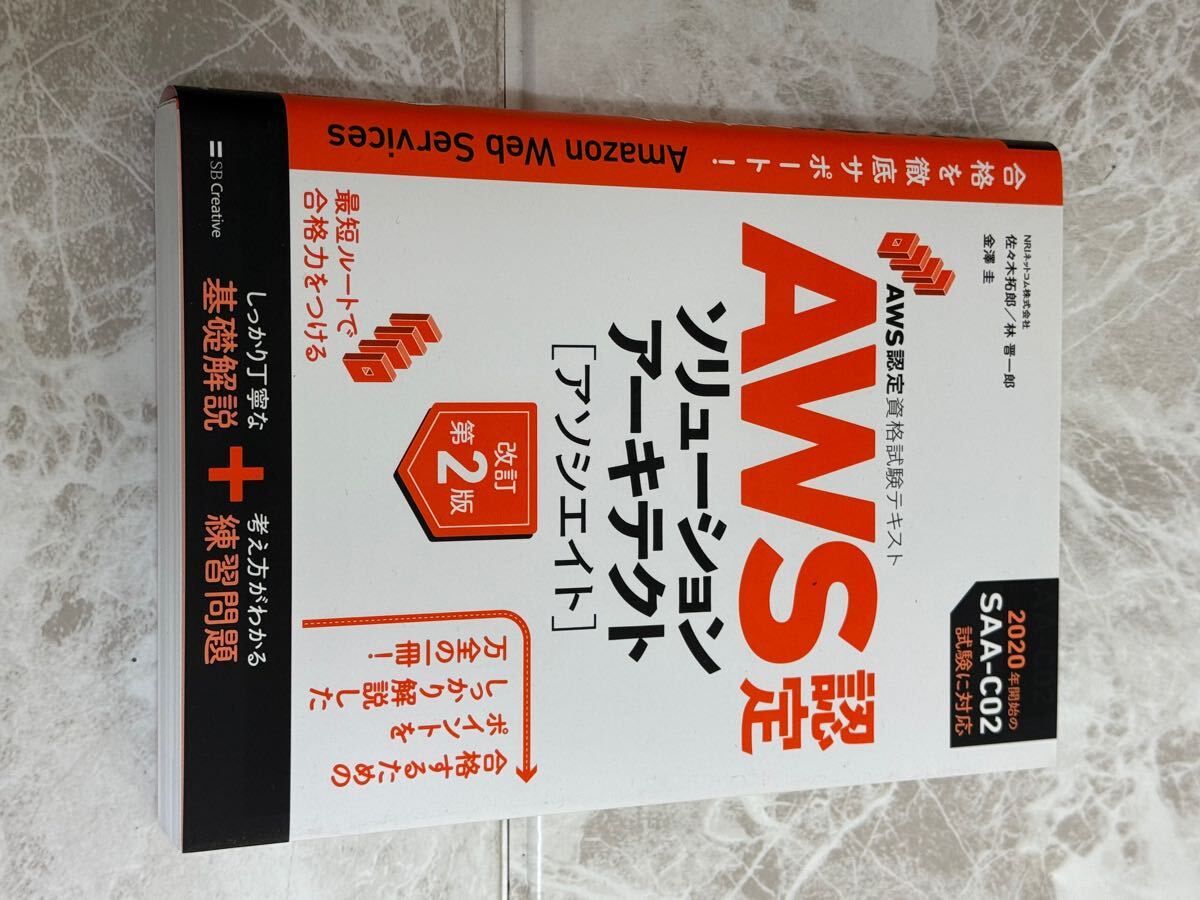 NRIネットコム株式会社
佐々木拓郎／林 晋一郎
金澤 圭
2020年開始の
SAA-C02
試験に対応
AWS認定資格試験テキスト
AWS認定
ソリューション
アーキテクト
[アソシエイト]
改訂
第2版
合格を徹底サポート!
Amazon Web Services
最短ルートで
合格力をつける
合格するための
ポイントを
しっかり解説した
万全の一冊!
しっかり丁寧な
基礎解説
+
考え方がわかる
練習問題
SB Creative